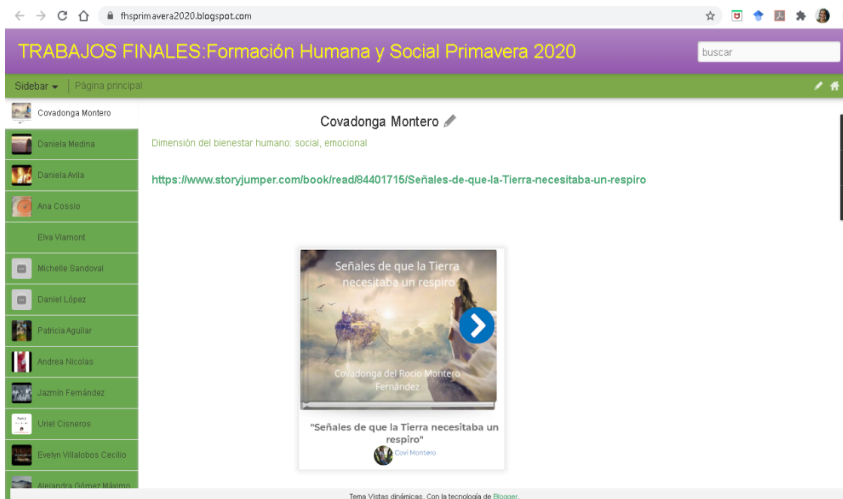 fhsprimavera2020.blogspot.com
TRABAJOS FINALES:Formación Humana y Social Primavera 2020
buscar
Sidebar
Página principal
Covadonga Montero
Daniela Medina
Daniela Avila
Ana Cossio
Elva Viamont
Michelle Sandoval
Daniel López
Patricia Aguilar
Andrea Nicolas
Jazmín Fernández
Uriel Cisneros
Evelyn Villalobos Cecilio
Alejandra Gómez Máximo
Covadonga Montero
Dimensión del bienestar humano: social, emocional
https://www.storyjumper.com/book/read/84401715/Señales-de-que-la-Tierra-necesitaba-un-respiro
Señales de que la Tierra
necesitaba un respiro
Covadonga del Rocío Montero
Fernández
"Señales de que la Tierra necesitaba un
respiro"
Covi Montero
Tema Vistas dinámicas. Con la tecnología de Blogger.